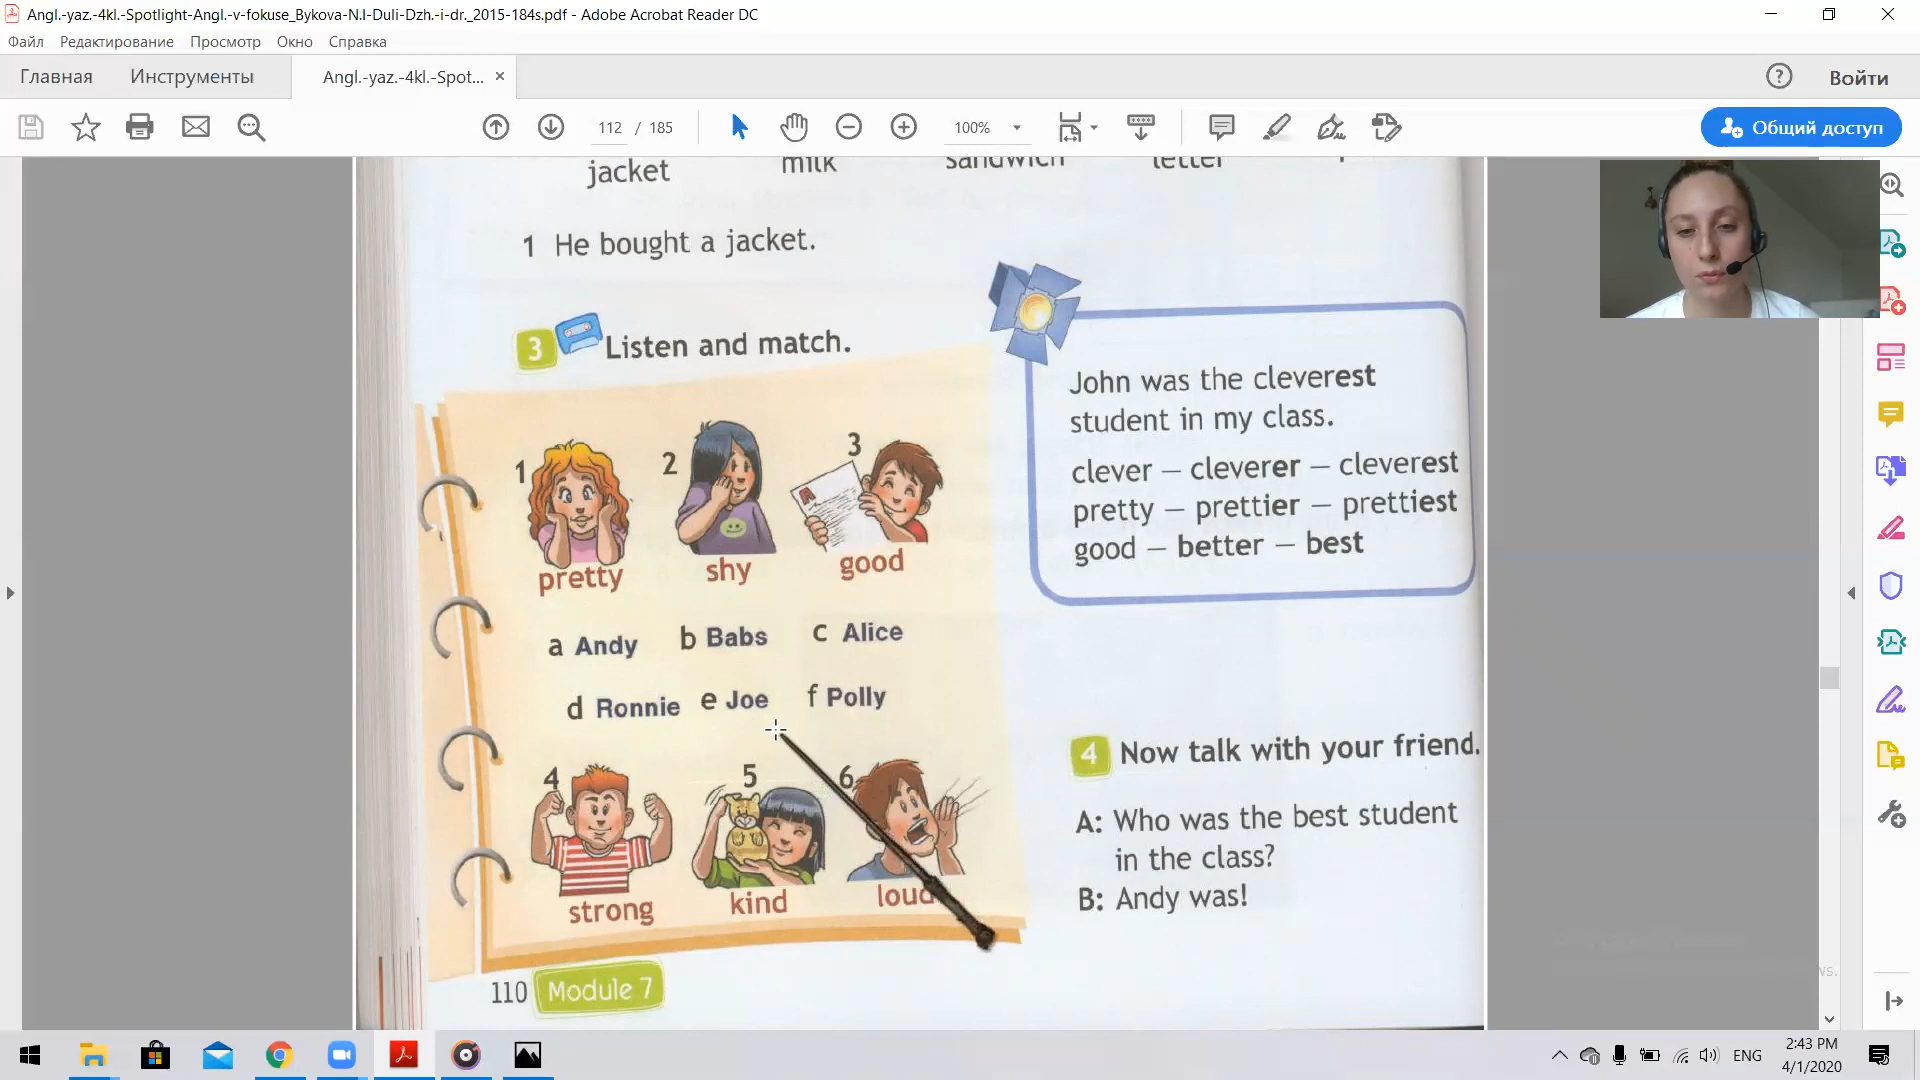 Angl.-yaz.-4kl.-Spotlight-Angl.-v-fokuse_Bykova-N.I-Duli-Dzh.-i-dr._2015-184s.pdf - Adobe Acrobat Reader DC
Файл Редактирование Просмотр Окно Справка
Главная Инструменты Angl.-yaz.-4kl.-Spot... Войти
112 / 185 100% Общий доступ
jacket milk sandwich letter
1 He bought a jacket.
3 Listen and match.
1 2 3
pretty shy good
a Andy b Babs c Alice
d Ronnie e Joe f Polly
4 5 6
strong kind loud
110 Module 7
John was the cleverest
student in my class.
clever – cleverer – cleverest
pretty – prettier – prettiest
good – better – best
4 Now talk with your friend.
A: Who was the best student
in the class?
B: Andy was!
ENG
2:43 PM
4/1/2020